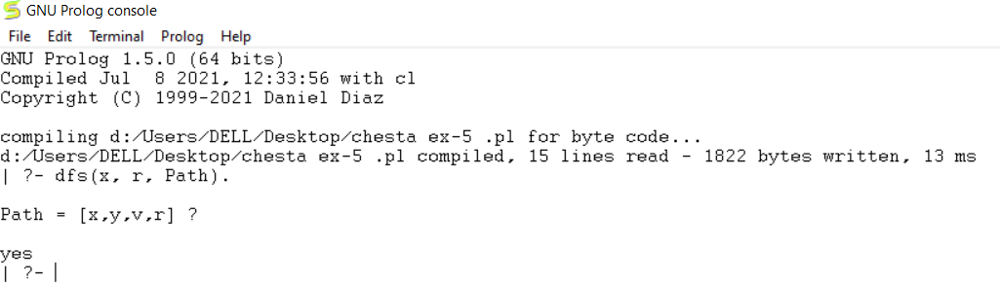 GNU Prolog console
File Edit Terminal Prolog Help
GNU Prolog 1.5.0 (64 bits)
Compiled Jul  8 2021, 12:33:56 with cl
Copyright (C) 1999-2021 Daniel Diaz
compiling d:/Users/DELL/Desktop/chesta ex-5 .pl for byte code...
d:/Users/DELL/Desktop/chesta ex-5 .pl compiled, 15 lines read - 1822 bytes written, 13 ms
| ?- dfs(x, r, Path).
Path = [x,y,v,r] ?
yes
| ?-